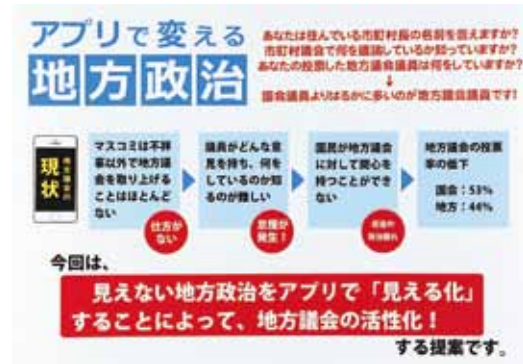 アプリで変える
地方政治
あなたは住んでいる市町村長の名前を言えますか?
市町村議会で何を議論しているか知っていますか?
あなたの投票した地方議会議員は何をしていますか?
↓
国会議員よりはるかに多いのが地方議会議員です!
地方議会の
現状
マスコミは不祥
事以外で地方議
会を取り上げる
ことはほとんど
ない
仕方が
ない
議員がどんな意
見を持ち、何を
しているのか知
るのが難しい
怠慢が
発生!
国民が地方議会
に対して関心を
持つことができ
ない
地方議会の投票
率の低下
国会:53%
地方:44%
今回は、
見えない地方政治をアプリで「見える化」
することによって、地方議会の活性化!
する提案です。